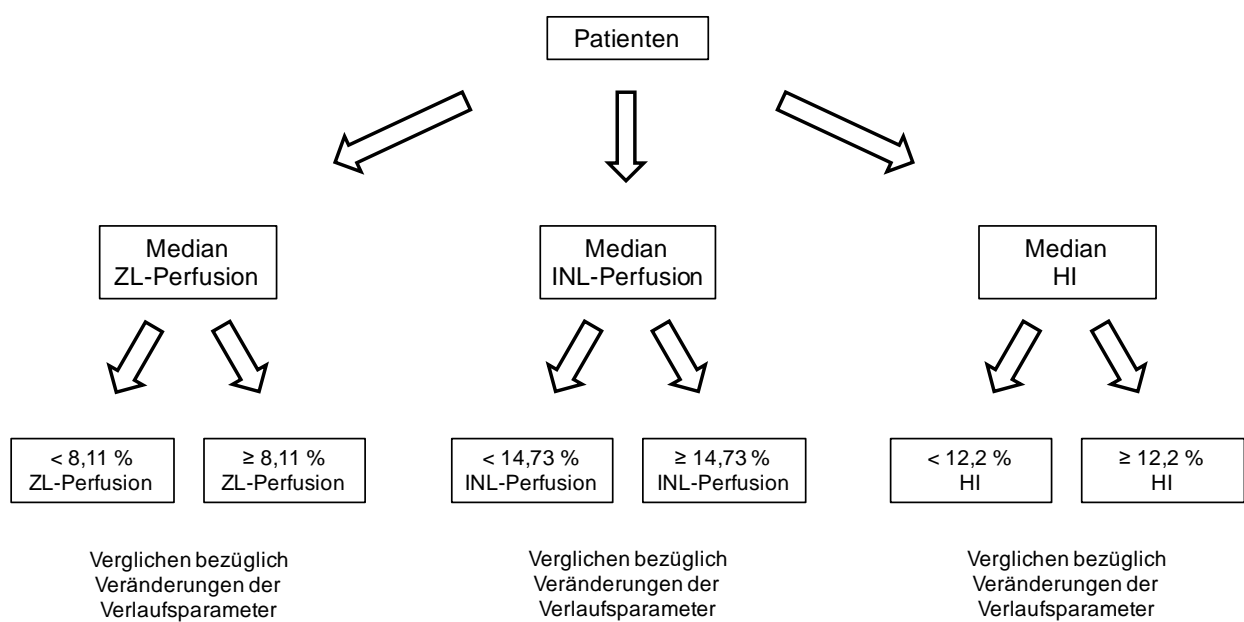 Patienten
Median
ZL-Perfusion
Median
INL-Perfusion
Median
HI
< 8,11 %
ZL-Perfusion
≥ 8,11 %
ZL-Perfusion
< 14,73 %
INL-Perfusion
≥ 14,73 %
INL-Perfusion
< 12,2 %
HI
≥ 12,2 %
HI
Verglichen bezüglich
Veränderungen der
Verlaufsparameter
Verglichen bezüglich
Veränderungen der
Verlaufsparameter
Verglichen bezüglich
Veränderungen der
Verlaufsparameter